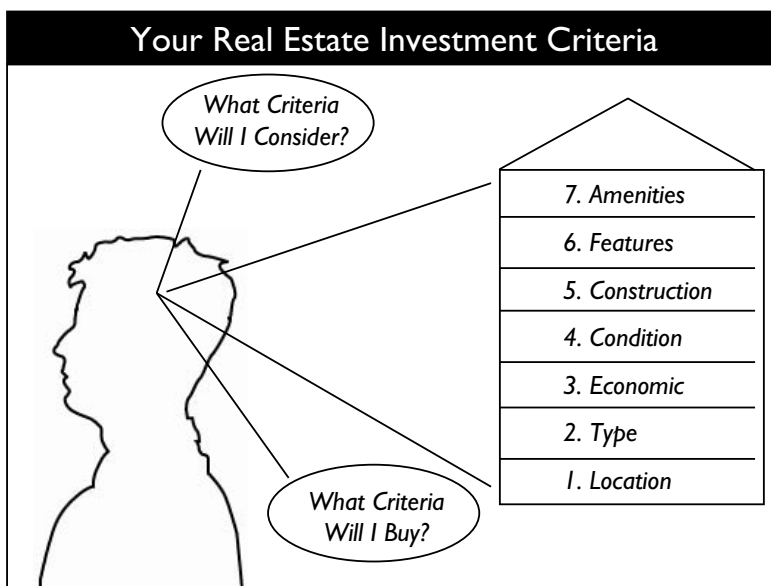 Your Real Estate Investment Criteria
What Criteria
Will I Consider?
7. Amenities
6. Features
5. Construction
4. Condition
3. Economic
2. Type
1. Location
What Criteria
Will I Buy?